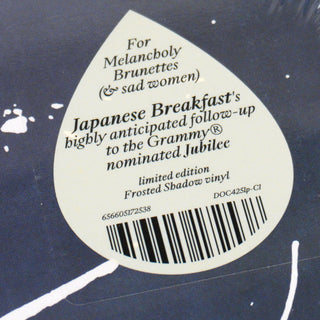 For
Melancholy
Brunettes
(& sad women)
Japanese Breakfast's
highly anticipated follow-up
to the Grammy®
nominated Jubilee
limited edition
Frosted Shadow vinyl
656605172538
DOC425lp-C1